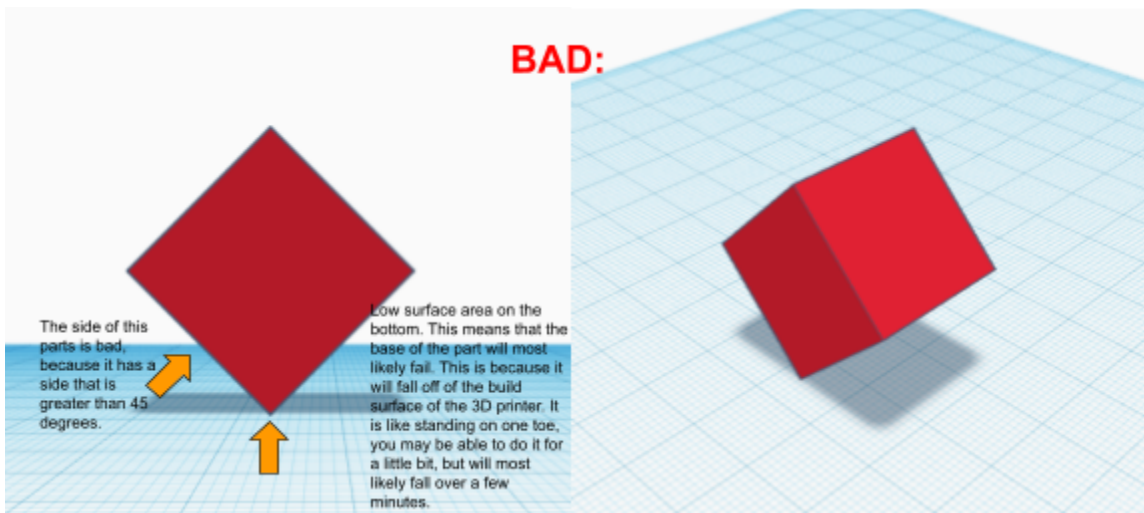 BAD:
The side of this
parts is bad,
because it has a
side that is
greater than 45
degrees.
Low surface area on the
bottom. This means that the
base of the part will most
likely fail. This is because it
will fall off of the build
surface of the 3D printer. It
is like standing on one toe,
you may be able to do it for
a little bit, but will most
likely fall over a few
minutes.